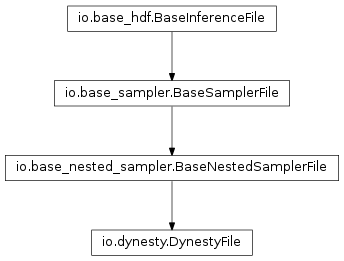 io.base_hdf.BaseInferenceFile
io.base_sampler.BaseSamplerFile
io.base_nested_sampler.BaseNestedSamplerFile
io.dynesty.DynestyFile